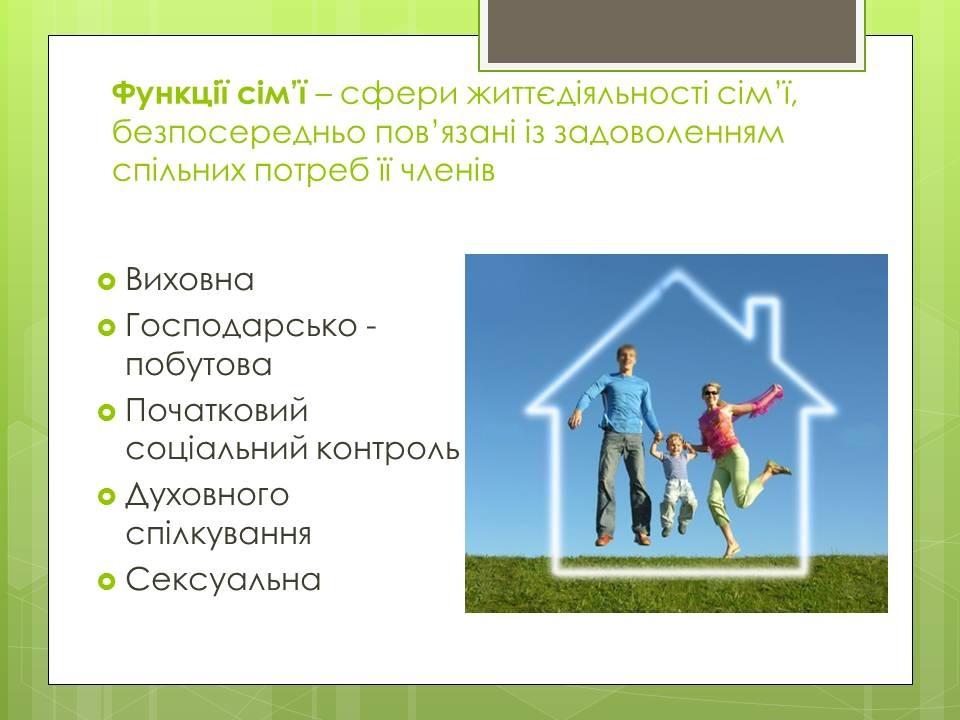 Функції сім’ї – сфери життєдіяльності сім’ї,
безпосередньо пов’язані із задоволенням
спільних потреб її членів
Виховна
Господарсько -
побутова
Початковий
соціальний контроль
Духовного
спілкування
Сексуальна